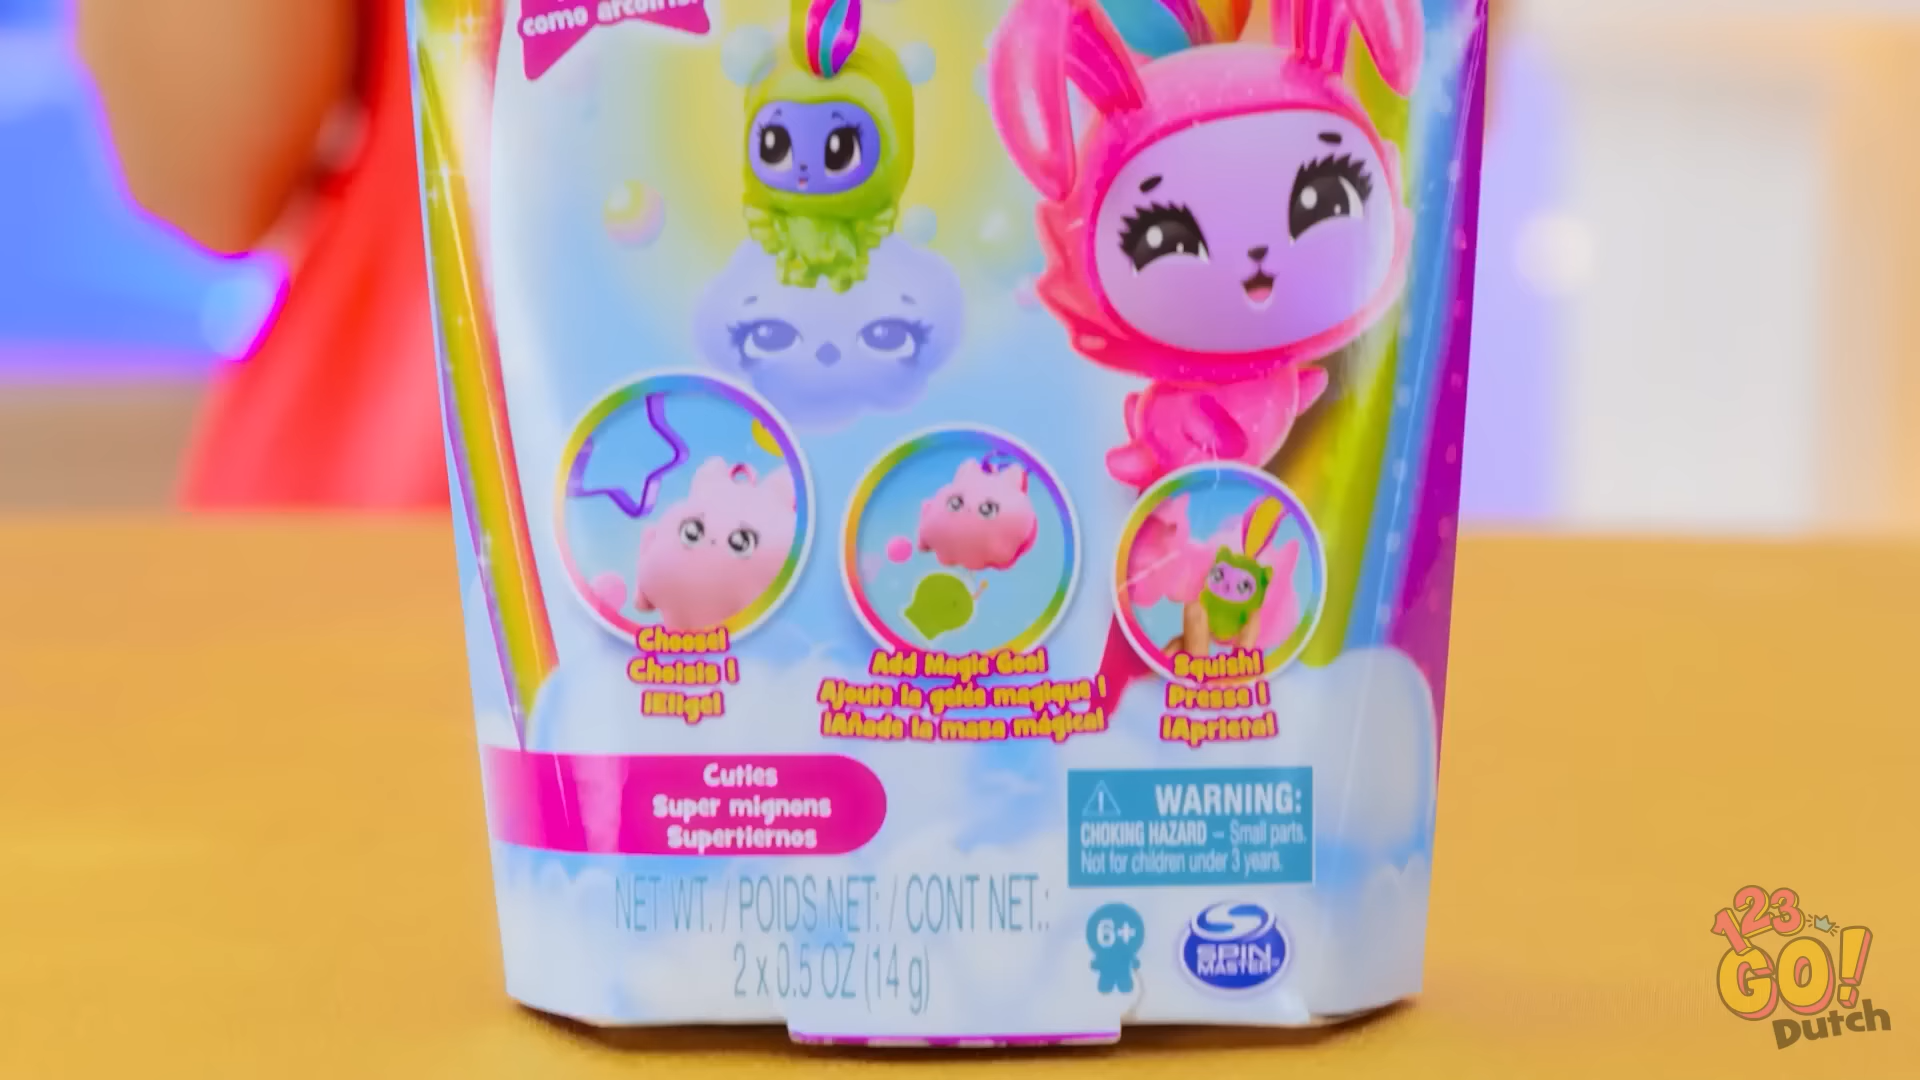 como arcoíris!
Choose!
Choisis !
¡Elige!
Add Magic Goo!
Ajoute la gelée magique !
¡Añade la masa mágica!
Squish!
Presse !
¡Aprieta!
Cuties
Super mignons
Supertiernos
WARNING:
CHOKING HAZARD – Small parts.
Not for children under 3 years.
NET WT. / POIDS NET: / CONT NET.:
2 x 0.5 OZ (14 g)
6+
SPIN
MASTER
123
GO!
Dutch